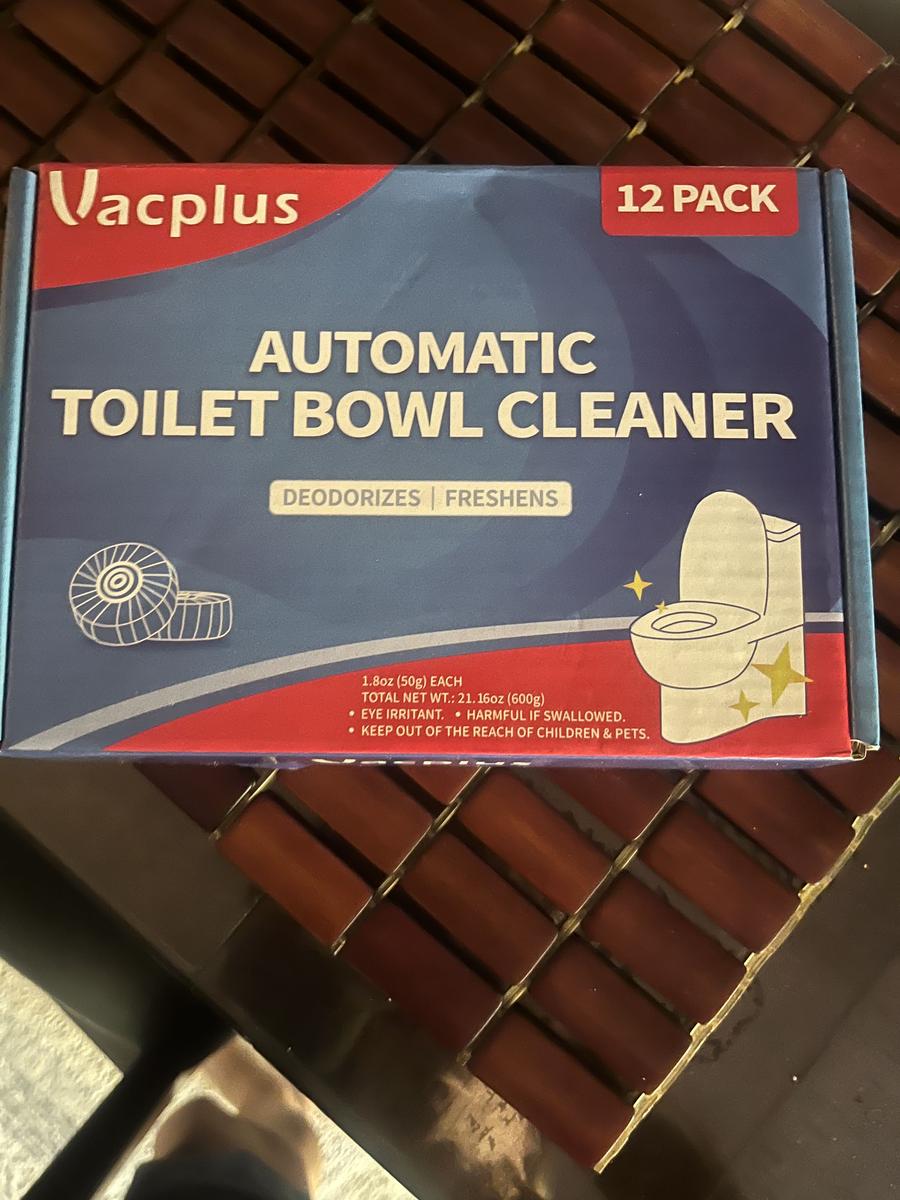 Vacplus
12 PACK
AUTOMATIC
TOILET BOWL CLEANER
DEODORIZES | FRESHENS
1.8oz (50g) EACH
TOTAL NET WT.: 21.16oz (600g)
• EYE IRRITANT. • HARMFUL IF SWALLOWED.
• KEEP OUT OF THE REACH OF CHILDREN & PETS.
Vacplus